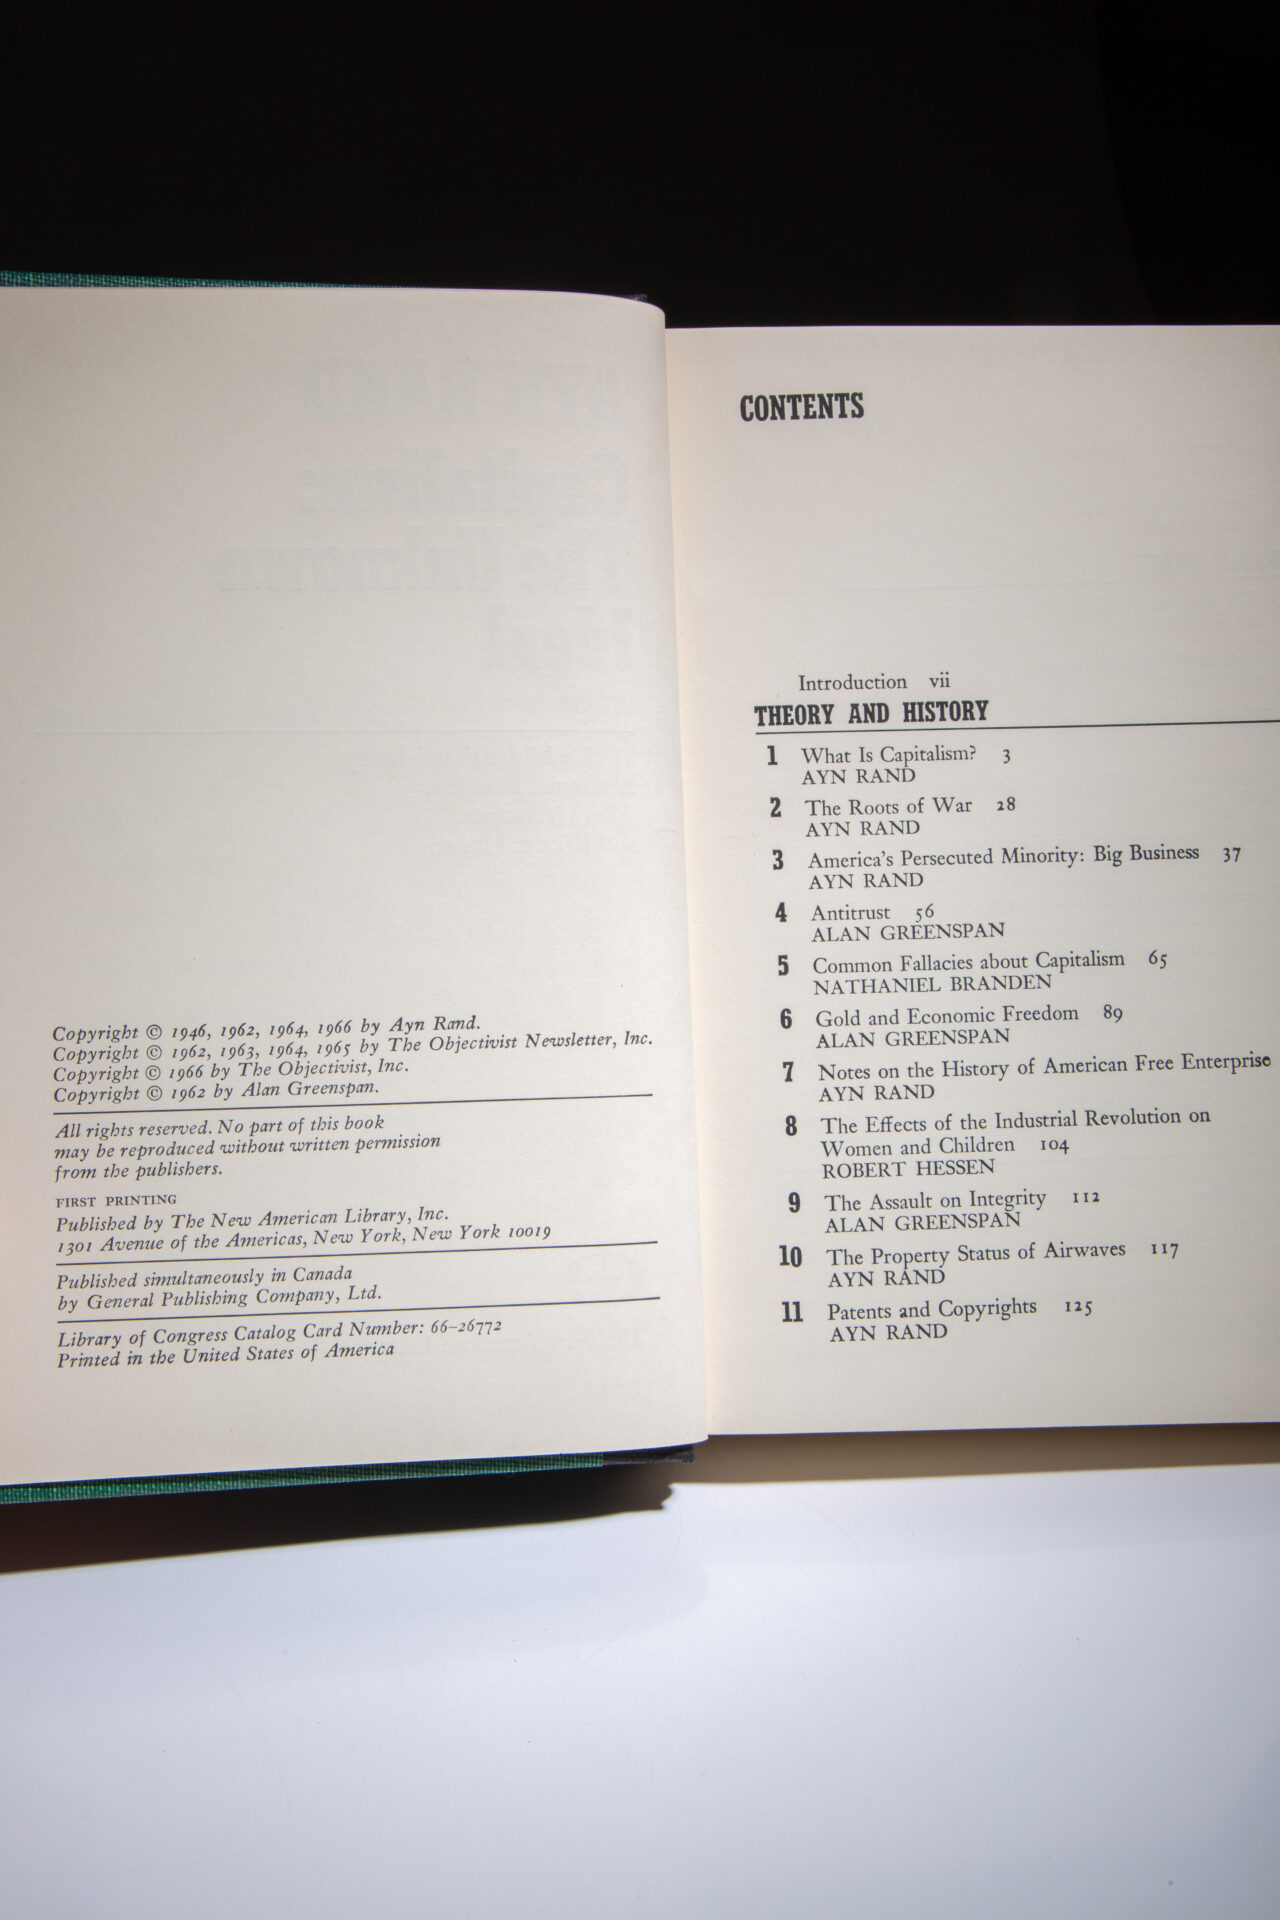 Copyright © 1946, 1962, 1964, 1966 by Ayn Rand.
Copyright © 1962, 1963, 1964, 1965 by The Objectivist Newsletter, Inc.
Copyright © 1966 by The Objectivist, Inc.
Copyright © 1962 by Alan Greenspan.
All rights reserved. No part of this book
may be reproduced without written permission
from the publishers.
FIRST PRINTING
Published by The New American Library, Inc.
1301 Avenue of the Americas, New York, New York 10019
Published simultaneously in Canada
by General Publishing Company, Ltd.
Library of Congress Catalog Card Number: 66–26772
Printed in the United States of America
CONTENTS
Introduction vii
THEORY AND HISTORY
1 What Is Capitalism? 3
AYN RAND
2 The Roots of War 28
AYN RAND
3 America's Persecuted Minority: Big Business 37
AYN RAND
4 Antitrust 56
ALAN GREENSPAN
5 Common Fallacies about Capitalism 65
NATHANIEL BRANDEN
6 Gold and Economic Freedom 89
ALAN GREENSPAN
7 Notes on the History of American Free Enterprise
AYN RAND
8 The Effects of the Industrial Revolution on
Women and Children 104
ROBERT HESSEN
9 The Assault on Integrity 112
ALAN GREENSPAN
10 The Property Status of Airwaves 117
AYN RAND
11 Patents and Copyrights 125
AYN RAND